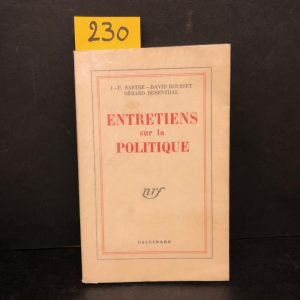 230
J.-P. SARTRE - DAVID ROUSSET
GÉRARD ROSENTHAL
ENTRETIENS
sur la
POLITIQUE
nrf
GALLIMARD